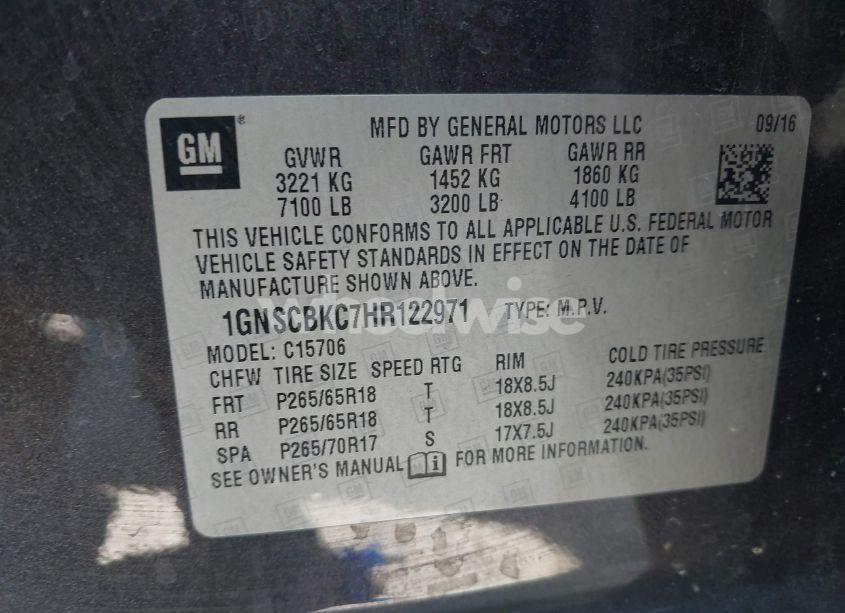 GM ® MFD BY GENERAL MOTORS LLC 09/16
GVWR GAWR FRT GAWR RR
3221 KG 1452 KG 1860 KG
7100 LB 3200 LB 4100 LB
THIS VEHICLE CONFORMS TO ALL APPLICABLE U.S. FEDERAL MOTOR
VEHICLE SAFETY STANDARDS IN EFFECT ON THE DATE OF
MANUFACTURE SHOWN ABOVE.
1GNSCBKC7HR122971 TYPE: M.P.V.
MODEL: C15706
CHFW TIRE SIZE SPEED RTG RIM COLD TIRE PRESSURE
FRT P265/65R18 T 18X8.5J 240KPA(35PSI)
RR P265/65R18 T 18X8.5J 240KPA(35PSI)
SPA P265/70R17 S 17X7.5J 240KPA(35PSI)
SEE OWNER'S MANUAL i FOR MORE INFORMATION.